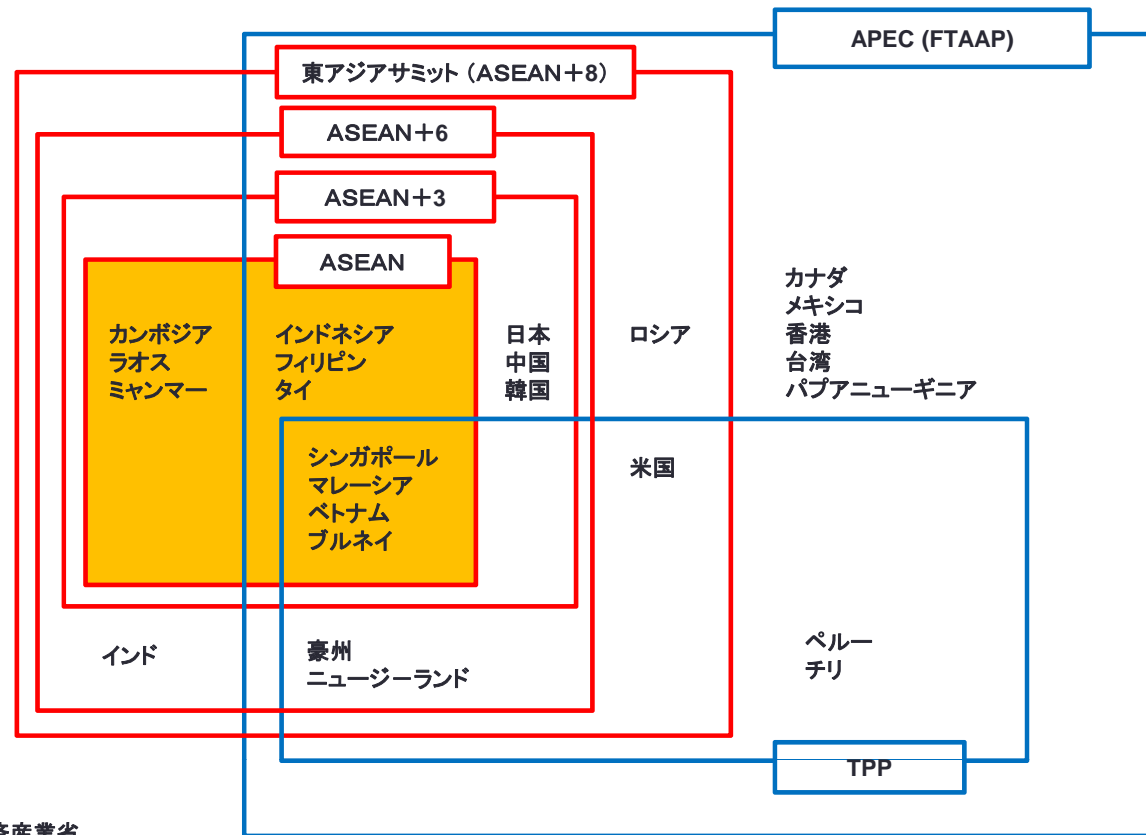 APEC (FTAAP)
東アジアサミット（ASEAN＋8）
ASEAN＋6
ASEAN＋3
ASEAN
カンボジア
ラオス
ミャンマー
インドネシア
フィリピン
タイ
日本
中国
韓国
ロシア
カナダ
メキシコ
香港
台湾
パプアニューギニア
シンガポール
マレーシア
ベトナム
ブルネイ
米国
インド
豪州
ニュージーランド
ペルー
チリ
TPP
済産業省